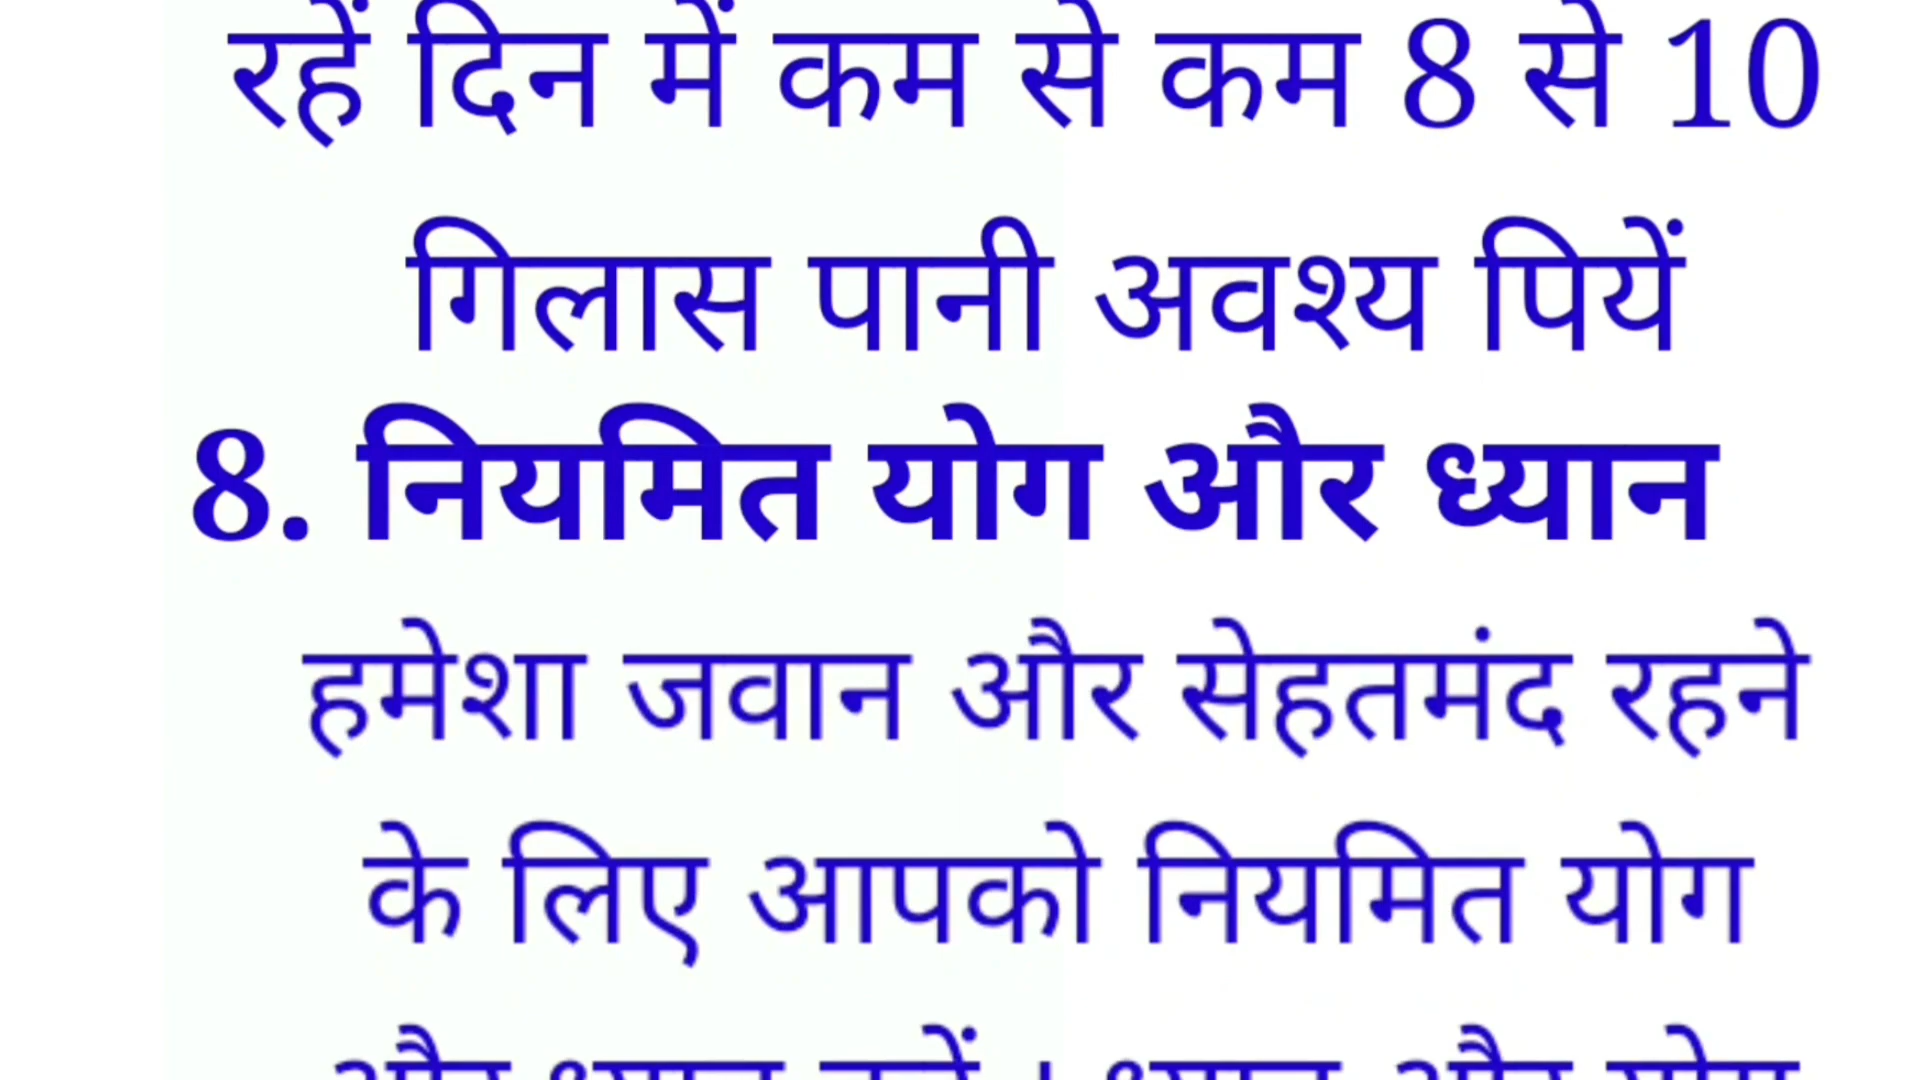 रहें दिन में कम से कम 8 से 10
गिलास पानी अवश्य पियें
8. नियमित योग और ध्यान
हमेशा जवान और सेहतमंद रहने
के लिए आपको नियमित योग